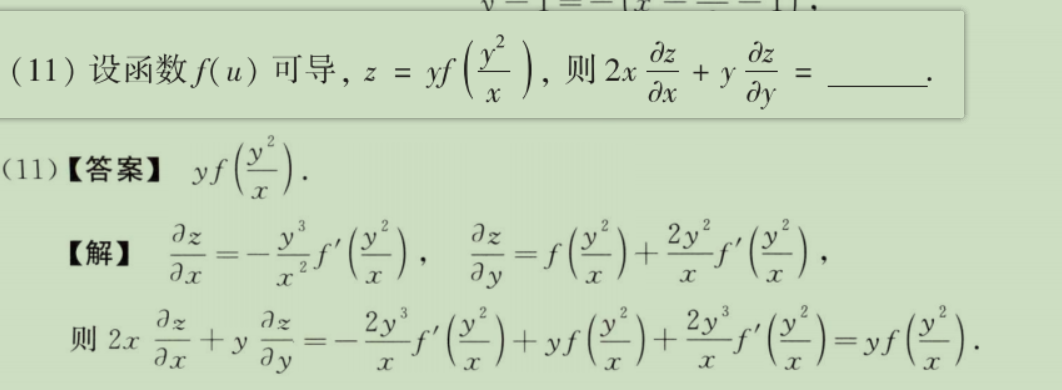 (11) 设函数 f(u) 可导, z = yf(y²/x), 则 2x ∂z/∂x + y ∂z/∂y = ______.
(11)【答案】 yf(y²/x).
【解】 ∂z/∂x = -y³/x² f′(y²/x), ∂z/∂y = f(y²/x) + 2y²/x f′(y²/x),
则 2x ∂z/∂x + y ∂z/∂y = -2y³/x f′(y²/x) + yf(y²/x) + 2y³/x f′(y²/x) = yf(y²/x).